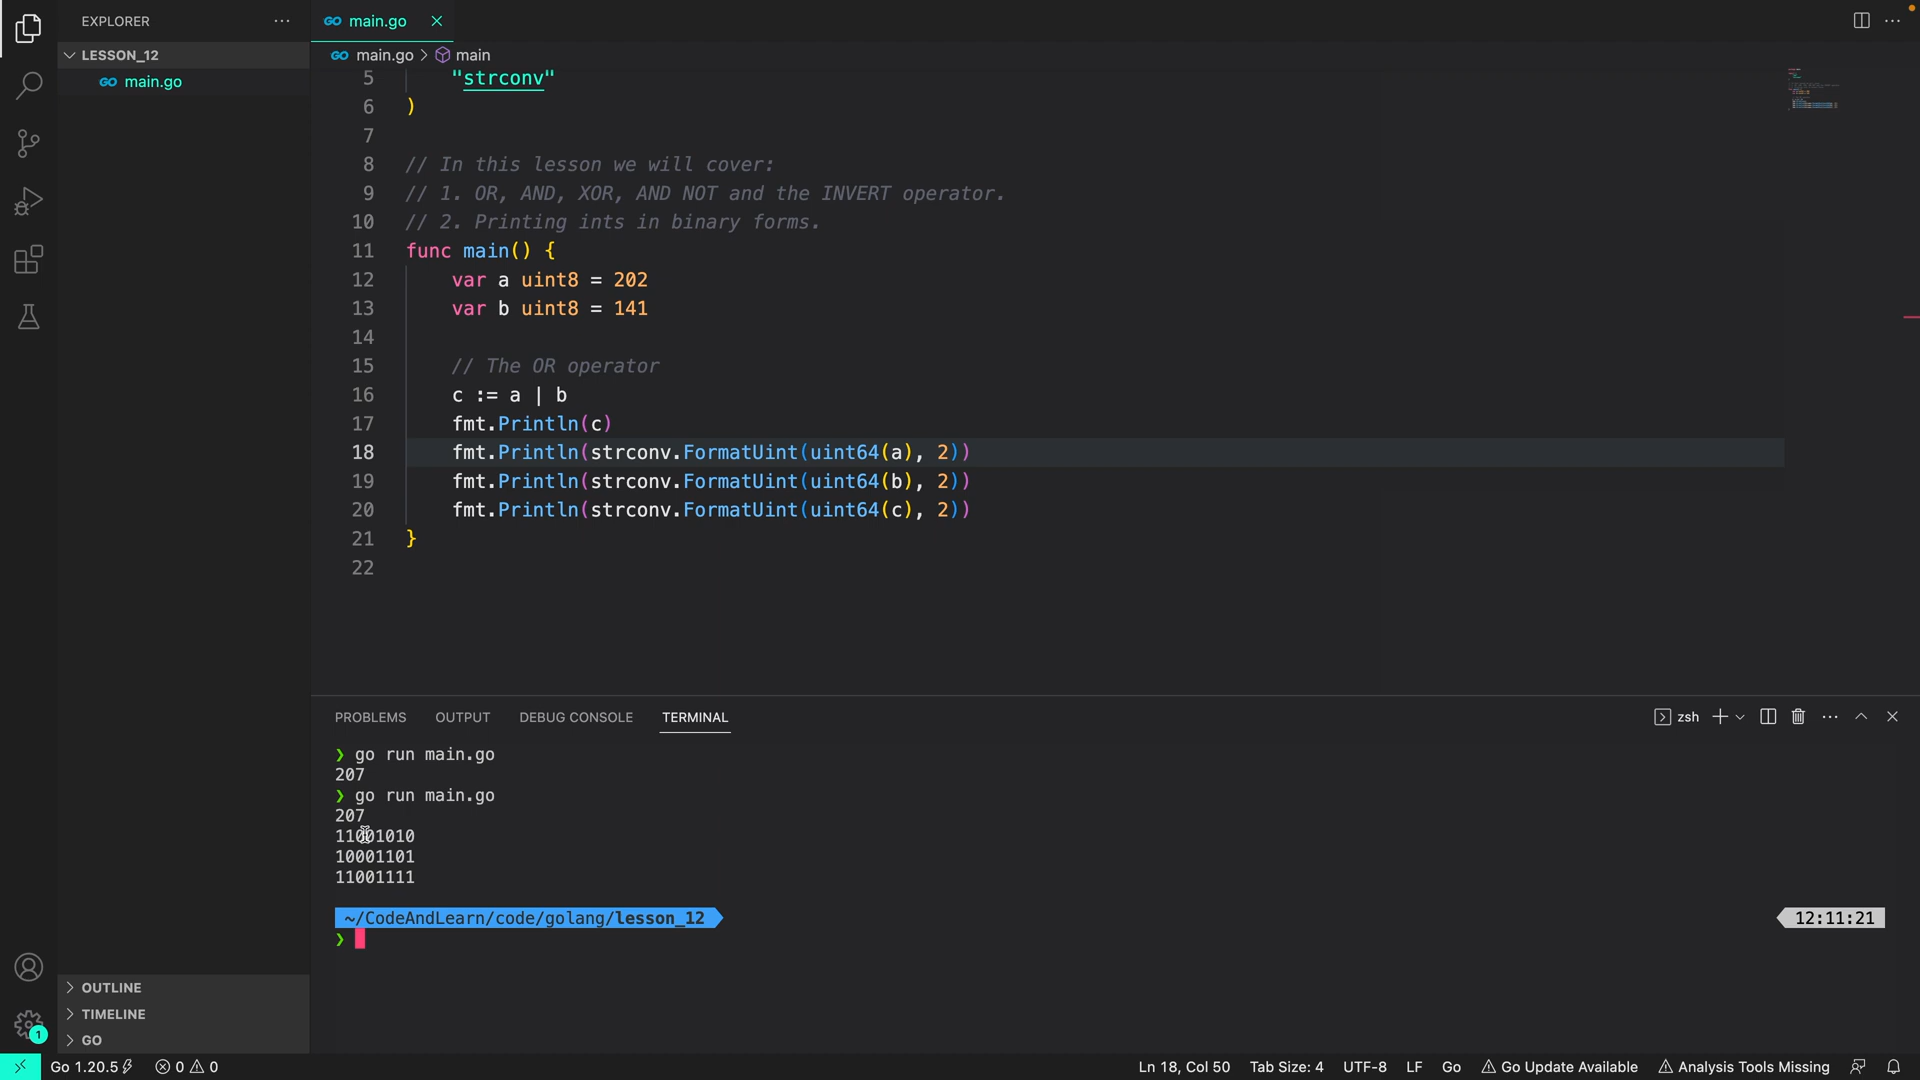 EXPLORER
LESSON_12
main.go
main.go
main.go > main
5 "strconv"
6 )
7
8 // In this lesson we will cover:
9 // 1. OR, AND, XOR, AND NOT and the INVERT operator.
10 // 2. Printing ints in binary forms.
11 func main() {
12 var a uint8 = 202
13 var b uint8 = 141
14
15 // The OR operator
16 c := a | b
17 fmt.Println(c)
18 fmt.Println(strconv.FormatUint(uint64(a), 2))
19 fmt.Println(strconv.FormatUint(uint64(b), 2))
20 fmt.Println(strconv.FormatUint(uint64(c), 2))
21 }
22
PROBLEMS OUTPUT DEBUG CONSOLE TERMINAL zsh
❯ go run main.go
207
❯ go run main.go
207
11001010
10001101
11001111
~/CodeAndLearn/code/golang/lesson_12 12:11:21
❯
OUTLINE
TIMELINE
GO
1
Go 1.20.5 0 0 Ln 18, Col 50 Tab Size: 4 UTF-8 LF Go Go Update Available Analysis Tools Missing